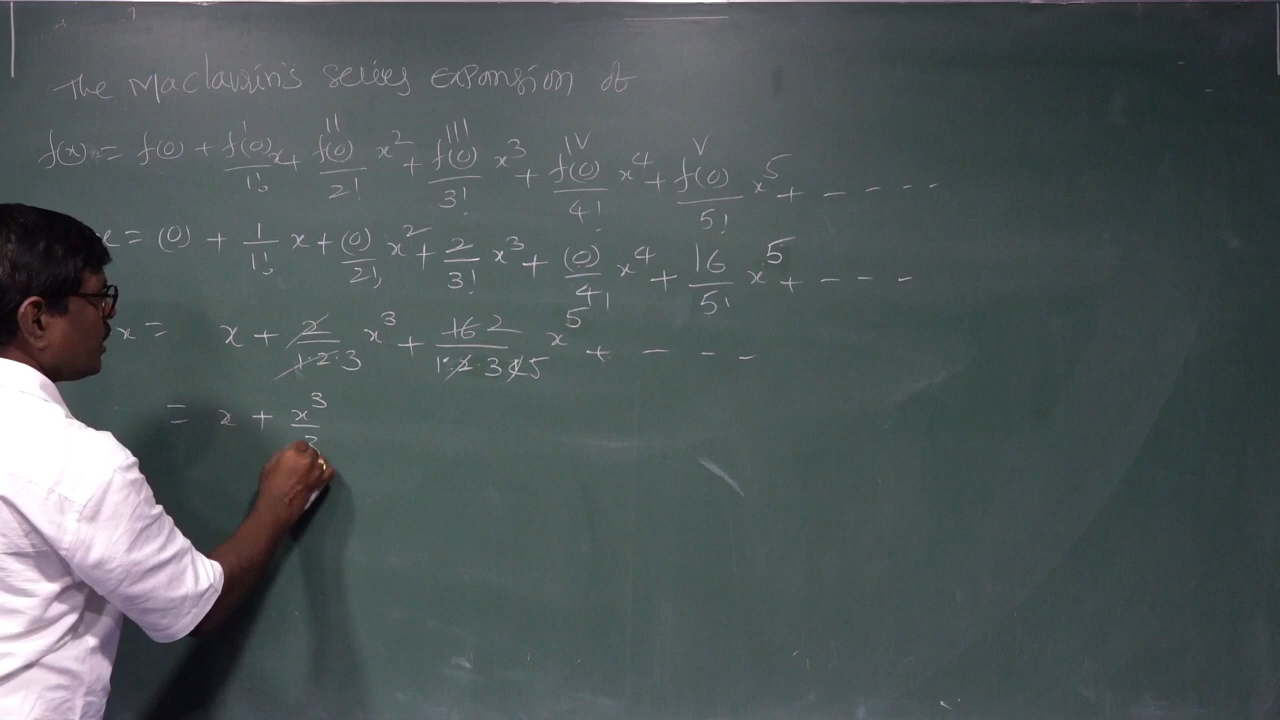 The Maclaurin's series expansion of
f(x) = f(0) + f'(0)/1! x + f''(0)/2! x² + f'''(0)/3! x³ + f^IV(0)/4! x⁴ + f^V(0)/5! x⁵ + - - - -
x = (0) + 1/1! x + (0)/2! x² + 2/3! x³ + (0)/4! x⁴ + 16/5! x⁵ + - - -
x = x + 2/1·2·3 x³ + 16 2/1·2·3 4 5 x⁵ + - - -
= x + x³/3